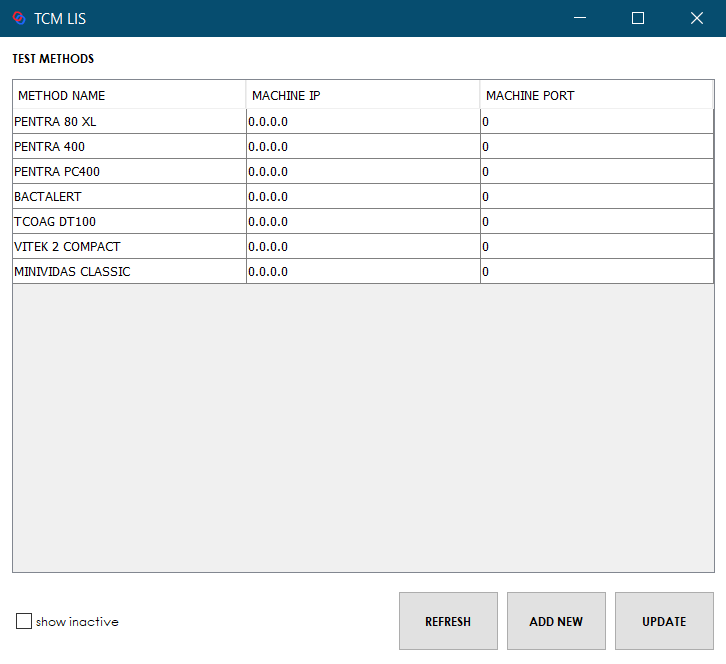 TCM LIS
TEST METHODS
METHOD NAME MACHINE IP MACHINE PORT
PENTRA 80 XL 0.0.0.0 0
PENTRA 400 0.0.0.0 0
PENTRA PC400 0.0.0.0 0
BACTALERT 0.0.0.0 0
TCOAG DT100 0.0.0.0 0
VITEK 2 COMPACT 0.0.0.0 0
MINIVIDAS CLASSIC 0.0.0.0 0
show inactive REFRESH ADD NEW UPDATE